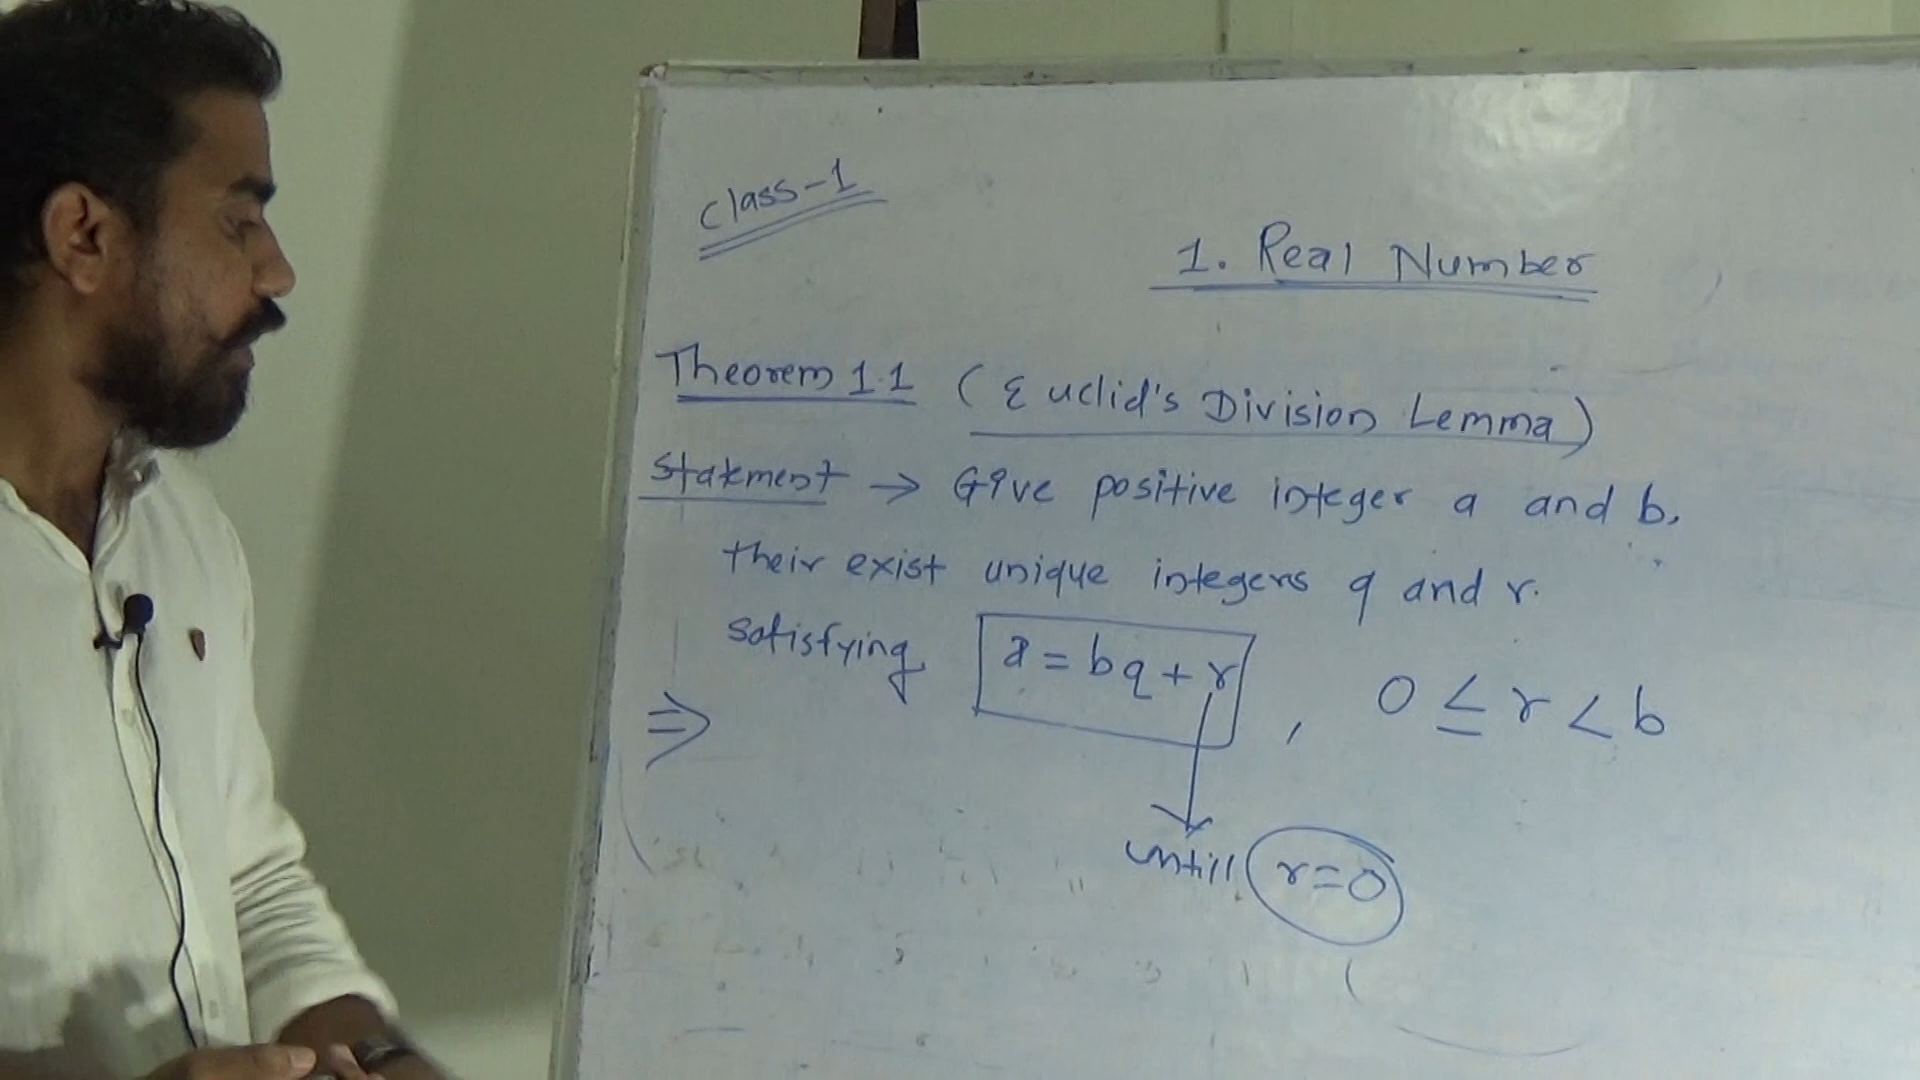 Class-1
1. Real Number
Theorem 1.1 (Euclid's Division Lemma)
Statement → Give positive integer a and b,
their exist unique integers q and r.
satisfying a = bq + r , 0 ≤ r < b
⇒
untill r=0